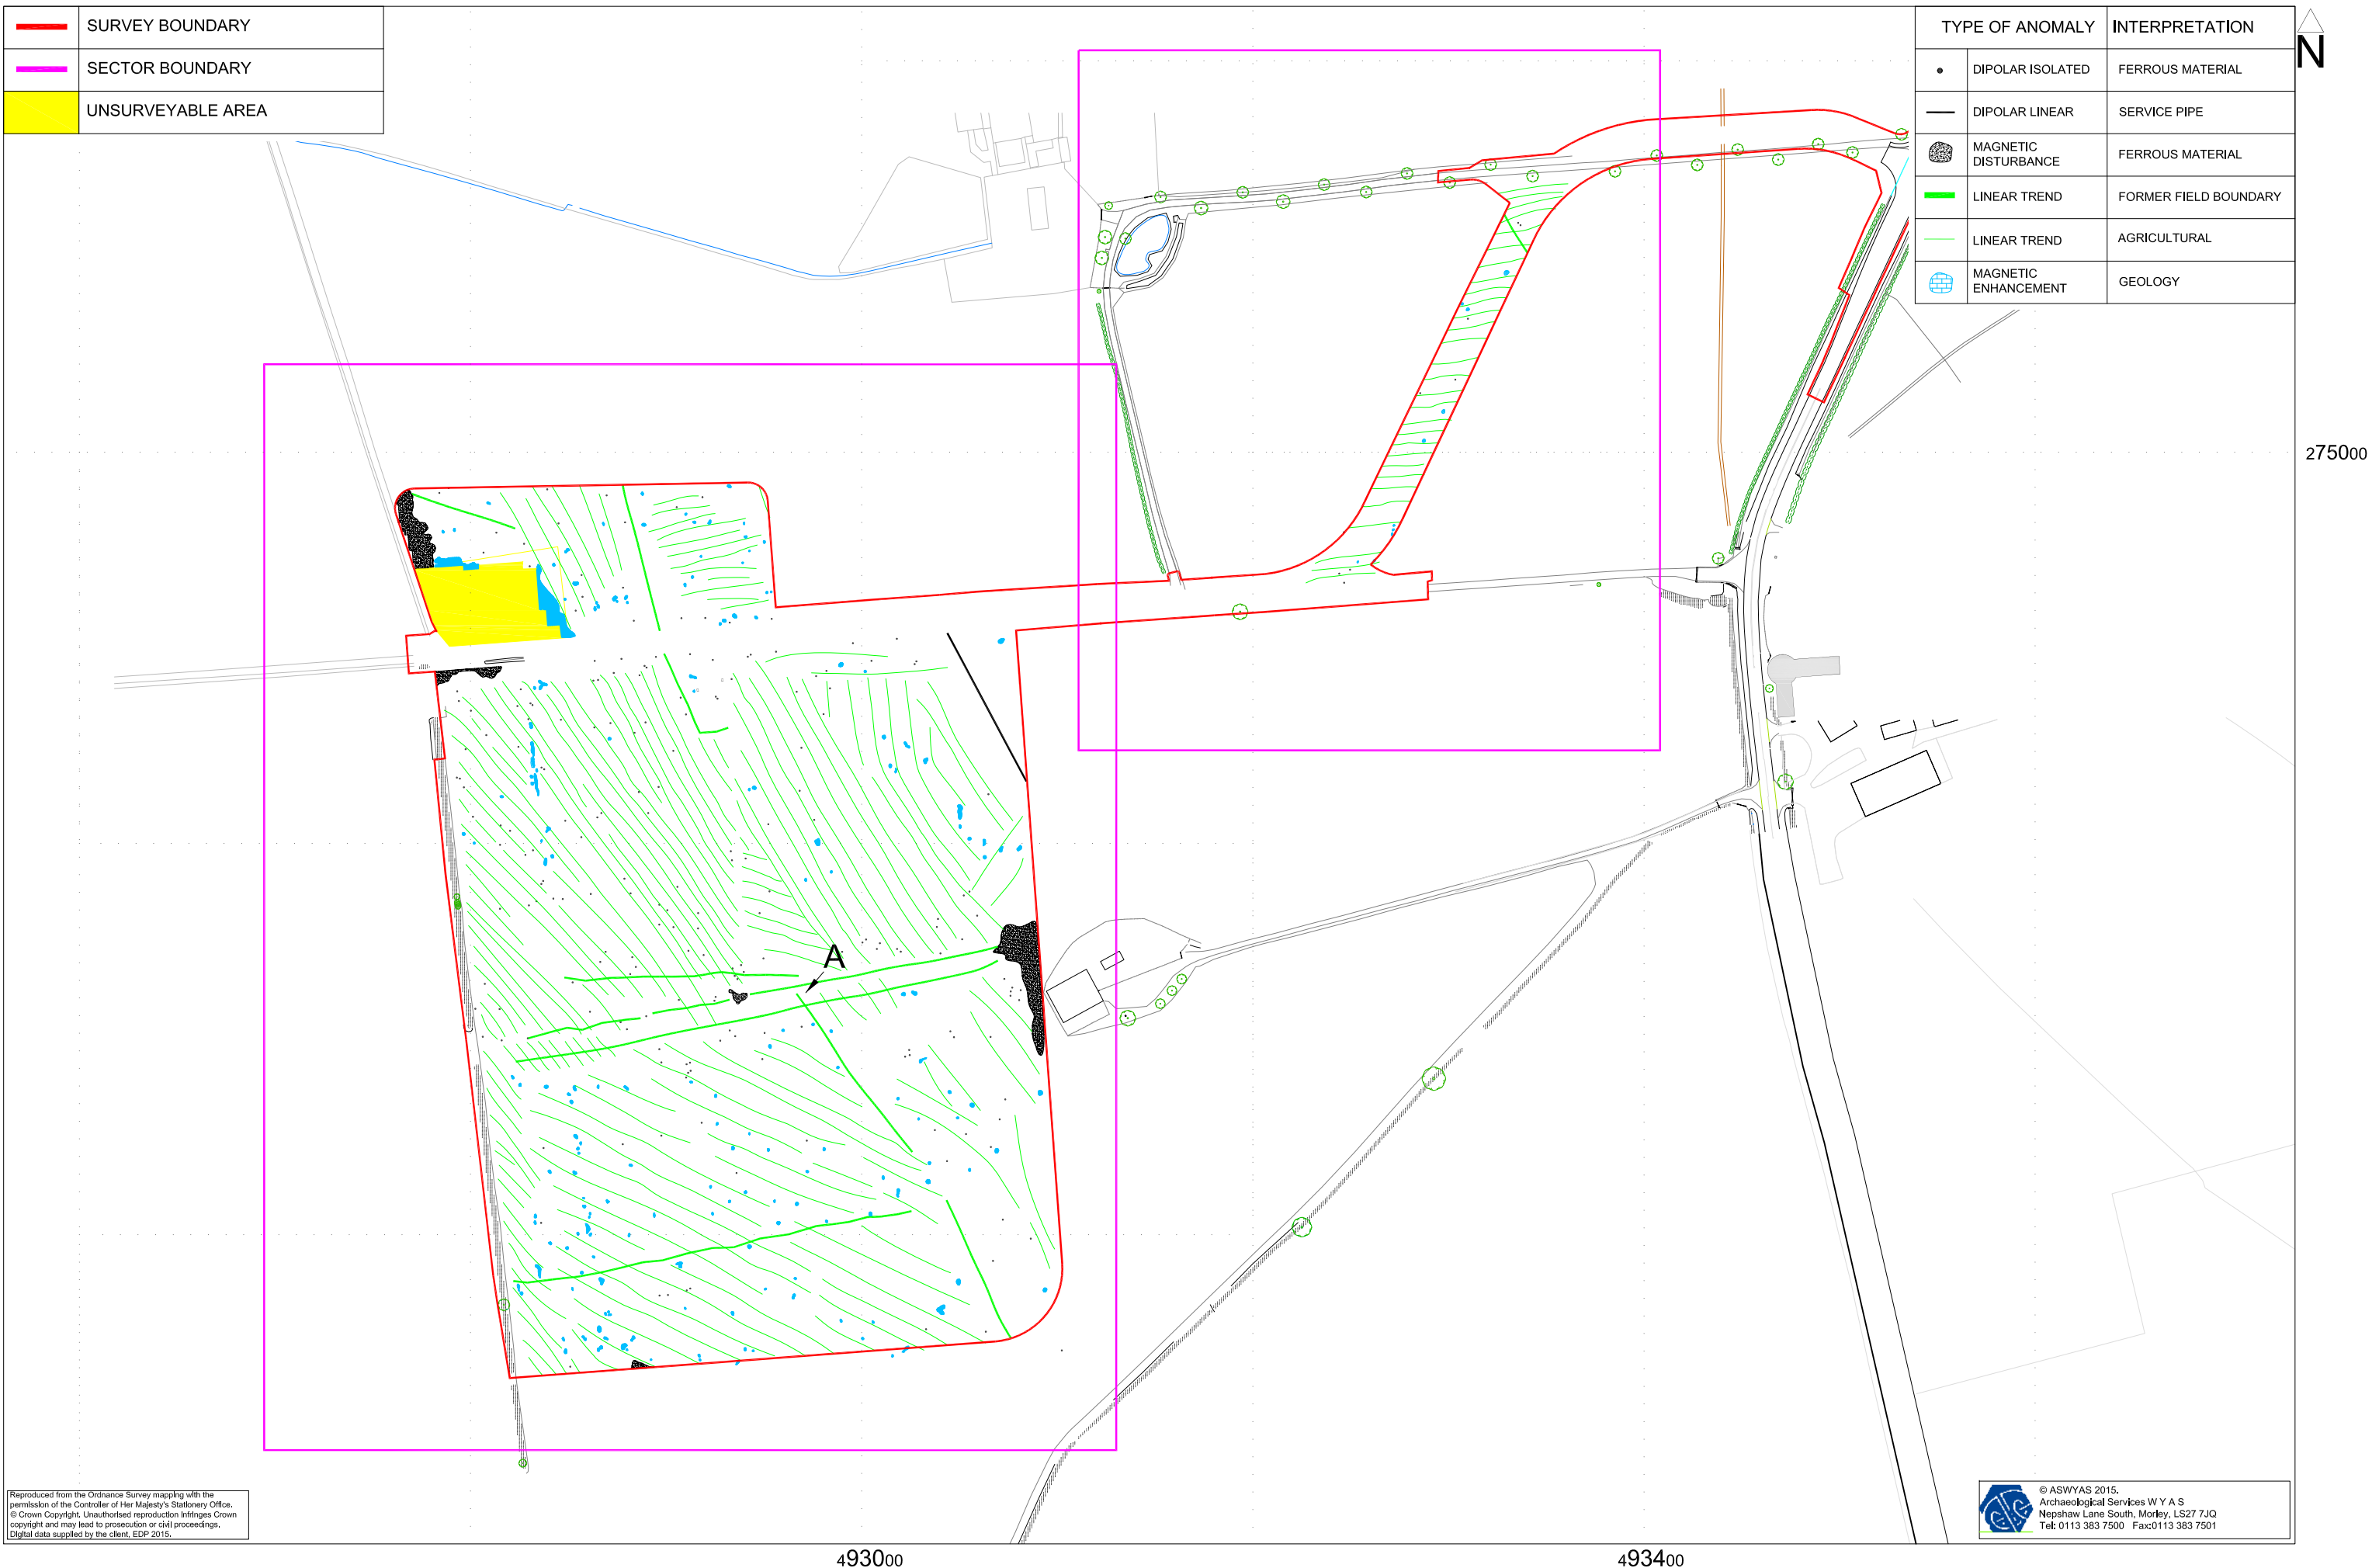 SURVEY BOUNDARY
SECTOR BOUNDARY
UNSURVEYABLE AREA
TYPE OF ANOMALY INTERPRETATION
DIPOLAR ISOLATED FERROUS MATERIAL
DIPOLAR LINEAR SERVICE PIPE
MAGNETIC
DISTURBANCE
FERROUS MATERIAL
LINEAR TREND FORMER FIELD BOUNDARY
LINEAR TREND AGRICULTURAL
MAGNETIC
ENHANCEMENT
GEOLOGY
N
275000
A
Reproduced from the Ordnance Survey mapping with the
permission of the Controller of Her Majesty's Stationery Office.
© Crown Copyright. Unauthorised reproduction infringes Crown
copyright and may lead to prosecution or civil proceedings.
Digital data supplied by the client, EDP 2015.
© ASWYAS 2015.
Archaeological Services W Y A S
Nepshaw Lane South, Morley, LS27 7JQ
Tel: 0113 383 7500 Fax:0113 383 7501
493000
493400